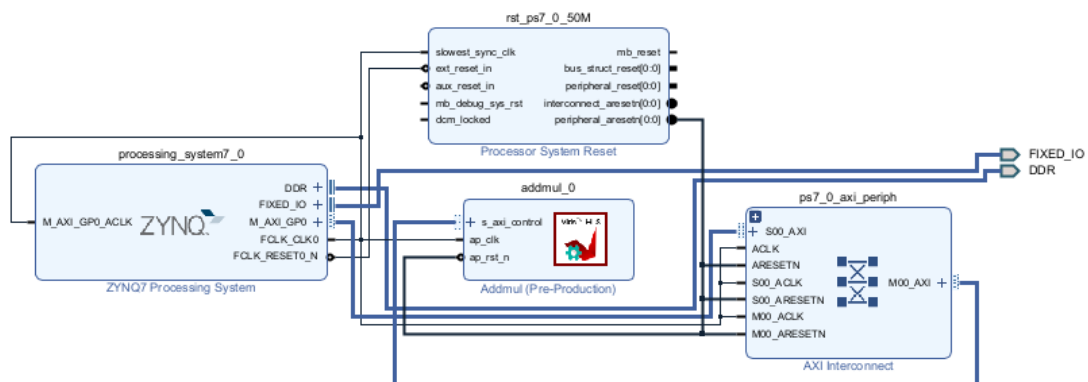 rst_ps7_0_50M
slowest_sync_clk
ext_reset_in
aux_reset_in
mb_debug_sys_rst
dcm_locked
mb_reset
bus_struct_reset[0:0]
peripheral_reset[0:0]
interconnect_aresetn[0:0]
peripheral_aresetn[0:0]
Processor System Reset
processing_system7_0
M_AXI_GP0_ACLK
ZYNQ
DDR
FIXED_IO
M_AXI_GP0
FCLK_CLK0
FCLK_RESET0_N
ZYNQ7 Processing System
addmul_0
s_axi_control
ap_clk
ap_rst_n
Addmul (Pre-Production)
ps7_0_axi_periph
S00_AXI
ACLK
ARESETN
S00_ACLK
S00_ARESETN
M00_ACLK
M00_ARESETN
M00_AXI
AXI Interconnect
FIXED_IO
DDR